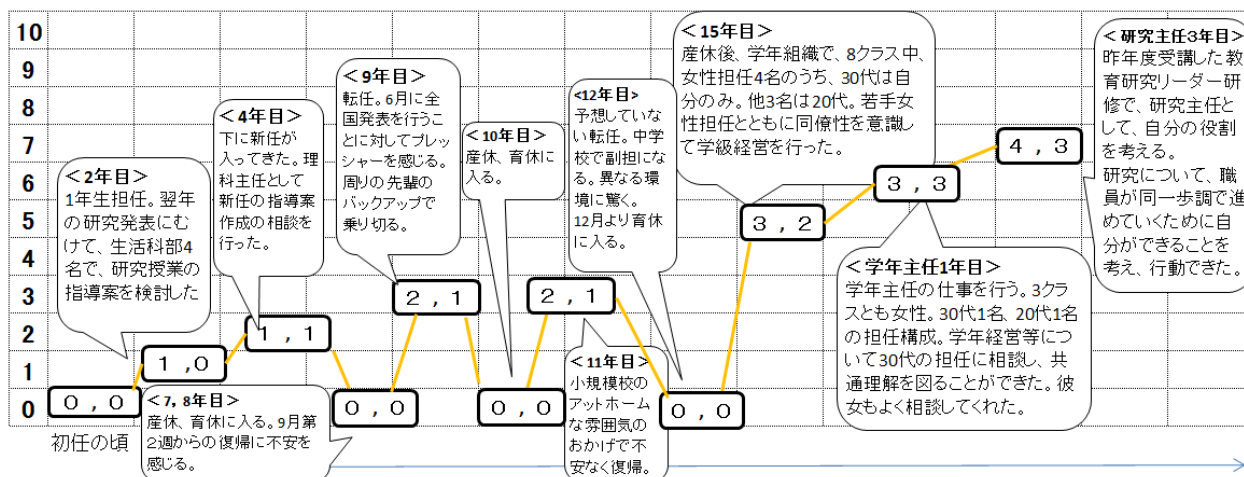 10
9
8
7
6
5
4
3
2
1
0
初任の頃
0 , 0
＜2年目＞
1年生担任。翌年
の研究発表にむ
けて、生活科部4
名で、研究授業の
指導案を検討した
1 ,0
＜4年目＞
下に新任が
入ってきた。理
科主任として
新任の指導案
作成の相談を
行った。
1 , 1
＜7，8年目＞
産休、育休に入る。9月第
2週からの復帰に不安を
感じる。
0 , 0
＜9年目＞
転任。6月に全
国発表を行うこ
とに対してプレッ
シャーを感じる。
周りの先輩の
バックアップで
乗り切る。
2 , 1
＜10年目＞
産休、育休に
入る。
0 , 0
＜11年目＞
小規模校の
アットホーム
な雰囲気の
おかげで不
安なく復帰。
2 , 1
<12年目>
予想してい
ない転任。中学
校で副担にな
る。異なる環
境に驚く。
12月より育休
に入る。
0 , 0
＜15年目＞
産休後、学年組織で、8クラス中、
女性担任4名のうち、30代は自
分のみ。他3名は20代。若手女
性担任とともに同僚性を意識し
て学級経営を行った。
3 , 2
＜学年主任1年目＞
学年主任の仕事を行う。3クラ
スとも女性。30代1名、20代1名
の担任構成。学年経営等につ
いて30代の担任に相談し、共
通理解を図ることができた。彼
女もよく相談してくれた。
3 , 3
＜研究主任3年目＞
昨年度受講した教
育研究リーダー研
修で、研究主任と
して、自分の役割
を考える。
研究について、職
員が同一歩調で進
めていくために自
分ができることを
考え、行動できた。
4 , 3